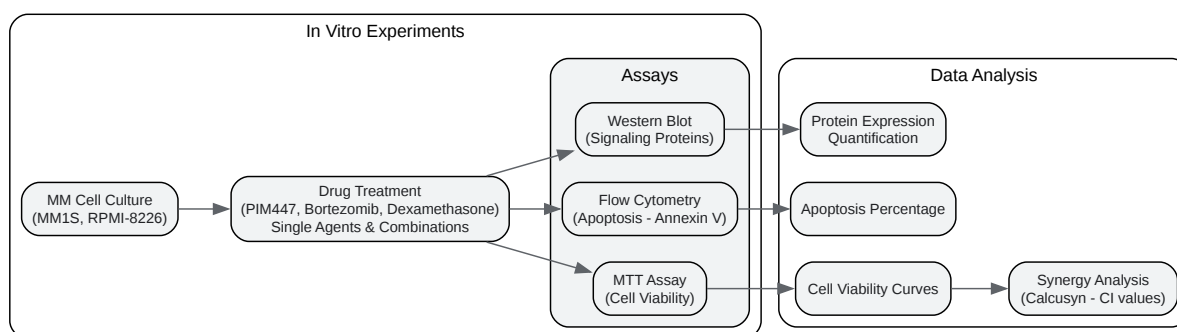 In Vitro Experiments
Assays
Data Analysis
Western Blot
(Signaling Proteins)
Protein Expression
Quantification
MM Cell Culture
(MM1S, RPMI-8226)
Drug Treatment
(PIM447, Bortezomib, Dexamethasone)
Single Agents & Combinations
Flow Cytometry
(Apoptosis - Annexin V)
Apoptosis Percentage
MTT Assay
(Cell Viability)
Cell Viability Curves
Synergy Analysis
(Calcusyn - CI values)